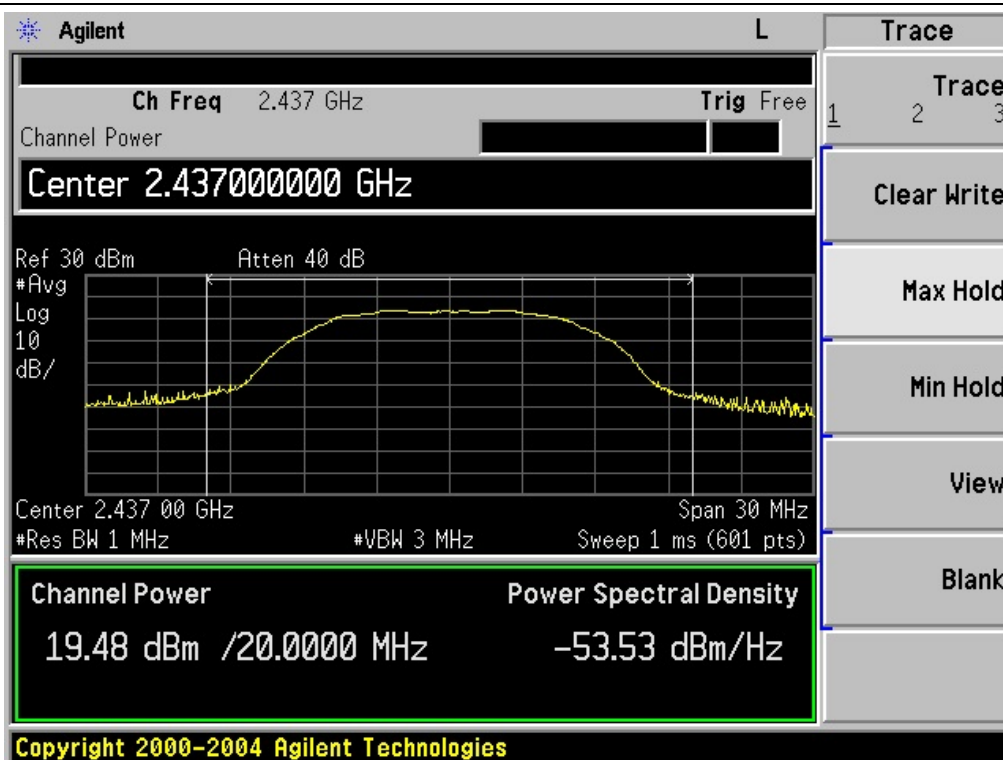 Agilent
L
Trace
Ch Freq 2.437 GHz
Trig Free
Channel Power
Center 2.437000000 GHz
Ref 30 dBm
Atten 40 dB
#Avg
Log
10
dB/
Center 2.437 00 GHz
Span 30 MHz
#Res BW 1 MHz
#VBW 3 MHz
Sweep 1 ms (601 pts)
Channel Power
Power Spectral Density
19.48 dBm /20.0000 MHz
-53.53 dBm/Hz
Copyright 2000-2004 Agilent Technologies
Trace
1 2 3
Clear Write
Max Hold
Min Hold
View
Blank